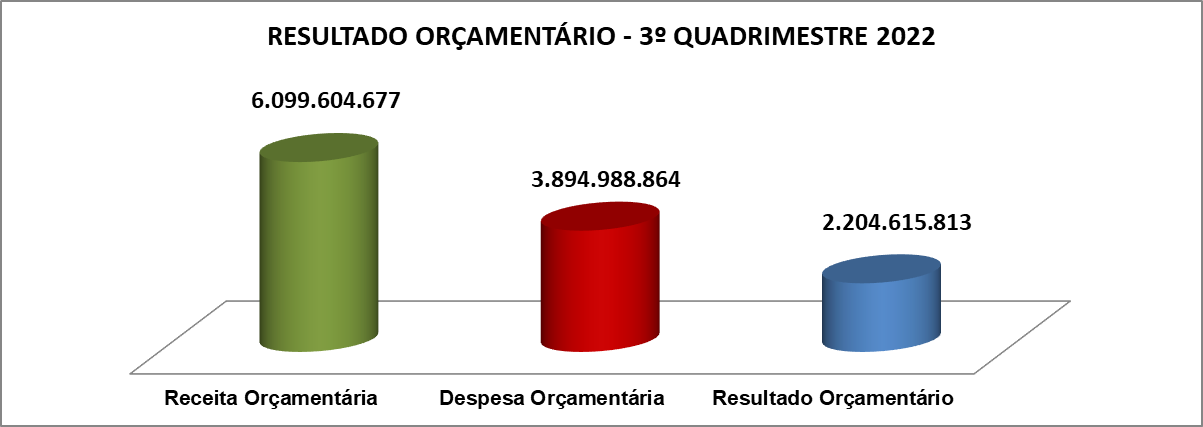 RESULTADO ORÇAMENTÁRIO - 3º QUADRIMESTRE 2022
6.099.604.677
3.894.988.864
2.204.615.813
Receita Orçamentária
Despesa Orçamentária
Resultado Orçamentário